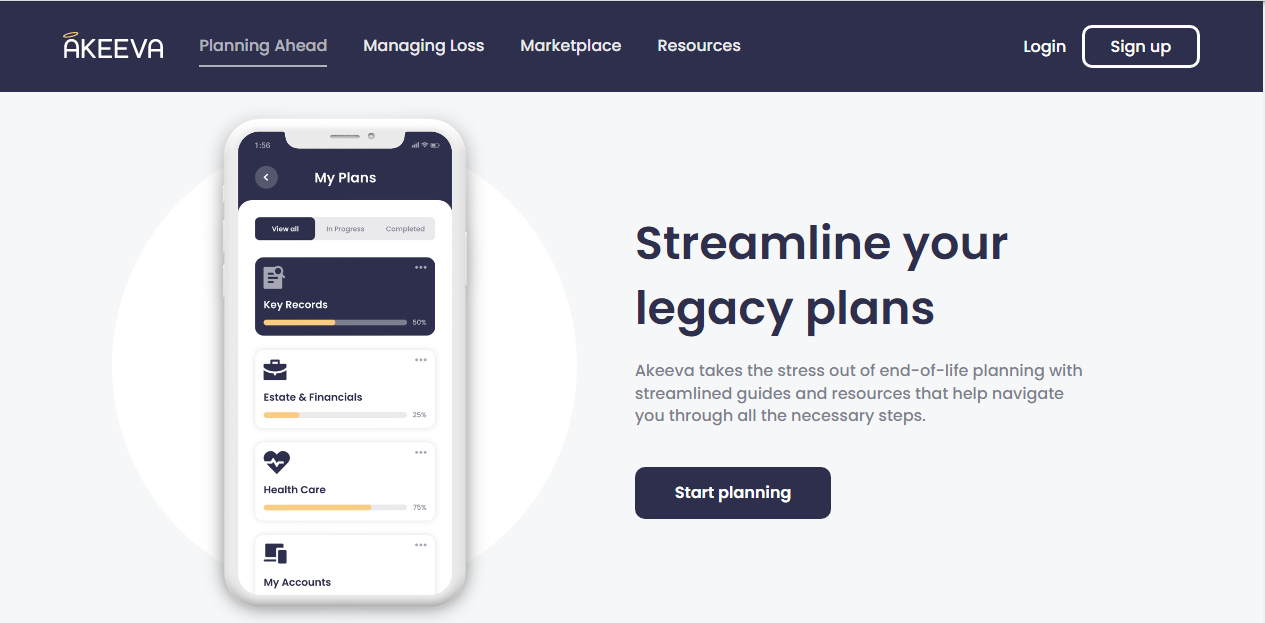 AKEEVA
Planning Ahead
Managing Loss
Marketplace
Resources
Login
Sign up
1:56
My Plans
View all
In Progress
Completed
Key Records
50%
Estate & Financials
25%
Health Care
75%
My Accounts
Streamline your
legacy plans
Akeeva takes the stress out of end-of-life planning with
streamlined guides and resources that help navigate
you through all the necessary steps.
Start planning